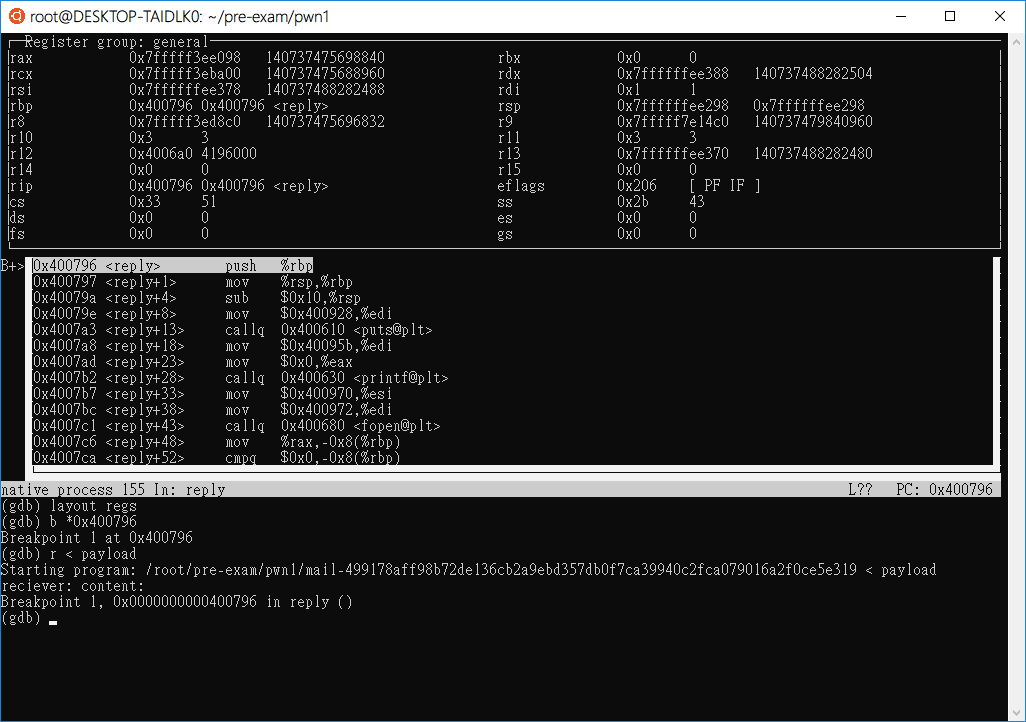 root@DESKTOP-TAIDLK0: ~/pre-exam/pwn1
Register group: general
rax 0x7fffff3ee098 140737475698840 rbx 0x0 0
rcx 0x7fffff3eba00 140737475688960 rdx 0x7ffffffee388 140737488282504
rsi 0x7ffffffee378 140737488282488 rdi 0x1 1
rbp 0x400796 0x400796 <reply> rsp 0x7ffffffee298 0x7ffffffee298
r8 0x7fffff3ed8c0 140737475696832 r9 0x7fffff7e14c0 140737479840960
r10 0x3 3 r11 0x3 3
r12 0x4006a0 4196000 r13 0x7ffffffee370 140737488282480
r14 0x0 0 r15 0x0 0
rip 0x400796 0x400796 <reply> eflags 0x206 [ PF IF ]
cs 0x33 51 ss 0x2b 43
ds 0x0 0 es 0x0 0
fs 0x0 0 gs 0x0 0
B+>0x400796 <reply> push %rbp
0x400797 <reply+1> mov %rsp,%rbp
0x40079a <reply+4> sub $0x10,%rsp
0x40079e <reply+8> mov $0x400928,%edi
0x4007a3 <reply+13> callq 0x400610 <puts@plt>
0x4007a8 <reply+18> mov $0x40095b,%edi
0x4007ad <reply+23> mov $0x0,%eax
0x4007b2 <reply+28> callq 0x400630 <printf@plt>
0x4007b7 <reply+33> mov $0x400970,%esi
0x4007bc <reply+38> mov $0x400972,%edi
0x4007c1 <reply+43> callq 0x400680 <fopen@plt>
0x4007c6 <reply+48> mov %rax,-0x8(%rbp)
0x4007ca <reply+52> cmpq $0x0,-0x8(%rbp)
native process 155 In: reply L?? PC: 0x400796
(gdb) layout regs
(gdb) b *0x400796
Breakpoint 1 at 0x400796
(gdb) r < payload
Starting program: /root/pre-exam/pwn1/mail-499178aff98b72de136cb2a9ebd357db0f7ca39940c2fca079016a2f0ce5e319 < payload
reciever: content:
Breakpoint 1, 0x0000000000400796 in reply ()
(gdb)